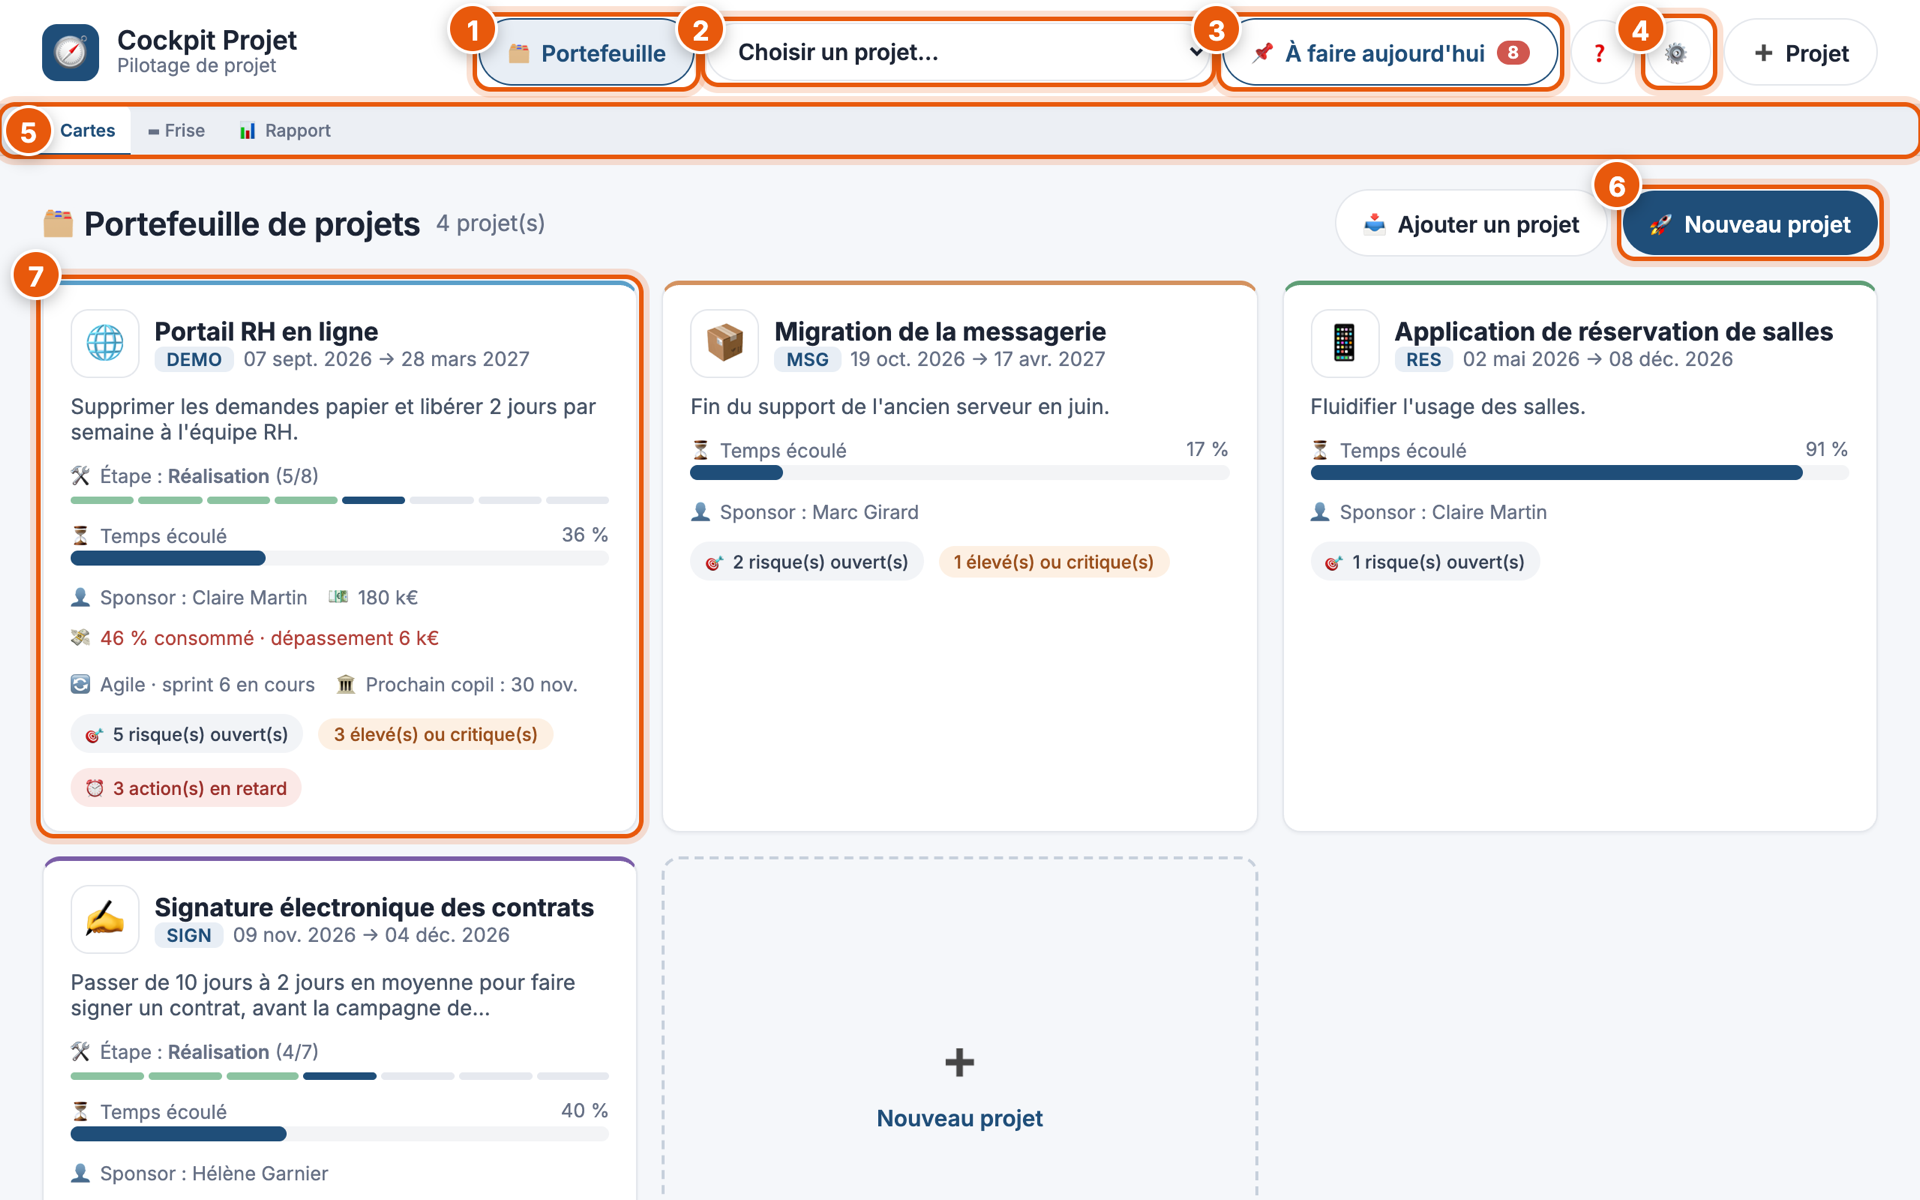 Cockpit Projet
Pilotage de projet
1
Portefeuille
2
Choisir un projet...
3
À faire aujourd'hui 8
?
4
+ Projet
5
Cartes
Frise
Rapport
6
Portefeuille de projets 4 projet(s)
Ajouter un projet
Nouveau projet
7
Portail RH en ligne
DEMO 07 sept. 2026 → 28 mars 2027
Supprimer les demandes papier et libérer 2 jours par
semaine à l'équipe RH.
Étape : Réalisation (5/8)
Temps écoulé 36 %
Sponsor : Claire Martin 180 k€
46 % consommé · dépassement 6 k€
Agile · sprint 6 en cours Prochain copil : 30 nov.
5 risque(s) ouvert(s) 3 élevé(s) ou critique(s)
3 action(s) en retard
Migration de la messagerie
MSG 19 oct. 2026 → 17 avr. 2027
Fin du support de l'ancien serveur en juin.
Temps écoulé 17 %
Sponsor : Marc Girard
2 risque(s) ouvert(s) 1 élevé(s) ou critique(s)
Application de réservation de salles
RES 02 mai 2026 → 08 déc. 2026
Fluidifier l'usage des salles.
Temps écoulé 91 %
Sponsor : Claire Martin
1 risque(s) ouvert(s)
Signature électronique des contrats
SIGN 09 nov. 2026 → 04 déc. 2026
Passer de 10 jours à 2 jours en moyenne pour faire
signer un contrat, avant la campagne de...
Étape : Réalisation (4/7)
Temps écoulé 40 %
Sponsor : Hélène Garnier
+
Nouveau projet